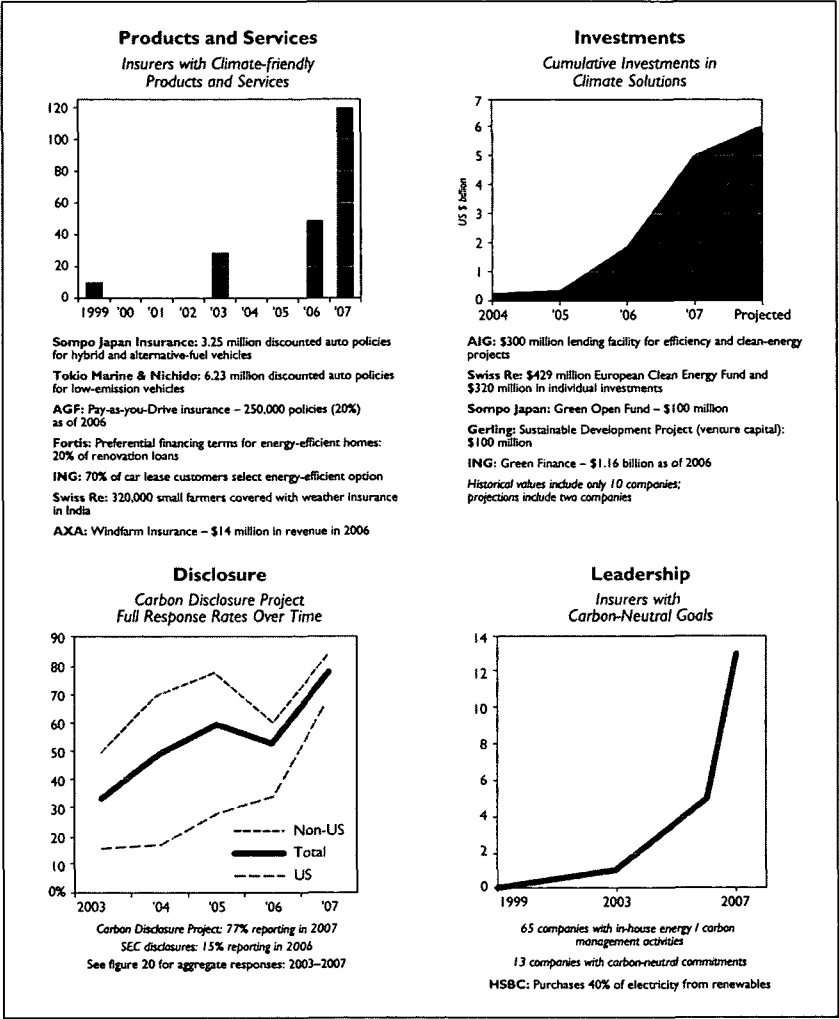 Products and Services
Insurers with Climate-friendly
Products and Services
120
100
80
60
40
20
0
1999 '00 '01 '02 '03 '04 '05 '06 '07
Sompo Japan Insurance: 3.25 million discounted auto policies
for hybrid and alternative-fuel vehicles
Tokio Marine & Nichido: 6.23 million discounted auto policies
for low-emission vehicles
AGF: Pay-as-you-Drive insurance – 250,000 policies (20%)
as of 2006
Fortis: Preferential financing terms for energy-efficient homes:
20% of renovation loans
ING: 70% of car lease customers select energy-efficient option
Swiss Re: 320,000 small farmers covered with weather insurance
in India
AXA: Windfarm Insurance – $14 million in revenue in 2006
Investments
Cumulative Investments in
Climate Solutions
US $ billion
7
6
5
4
3
2
1
0
2004 '05 '06 '07 Projected
AIG: $300 million lending facility for efficiency and clean-energy
projects
Swiss Re: $429 million European Clean Energy Fund and
$320 million in individual investments
Sompo Japan: Green Open Fund – $100 million
Gerling: Sustainable Development Project (venture capital):
$100 million
ING: Green Finance – $1.16 billion as of 2006
Historical values include only 10 companies;
projections include two companies
Disclosure
Carbon Disclosure Project
Full Response Rates Over Time
90
80
70
60
50
40
30
20
10
0%
Non-US
Total
US
2003 '04 '05 '06 '07
Carbon Disclosure Project: 77% reporting in 2007
SEC disclosures: 15% reporting in 2006
See figure 20 for aggregate responses: 2003–2007
Leadership
Insurers with
Carbon-Neutral Goals
14
12
10
8
6
4
2
0
1999 2003 2007
65 companies with in-house energy / carbon
management activities
13 companies with carbon-neutral commitments
HSBC: Purchases 40% of electricity from renewables